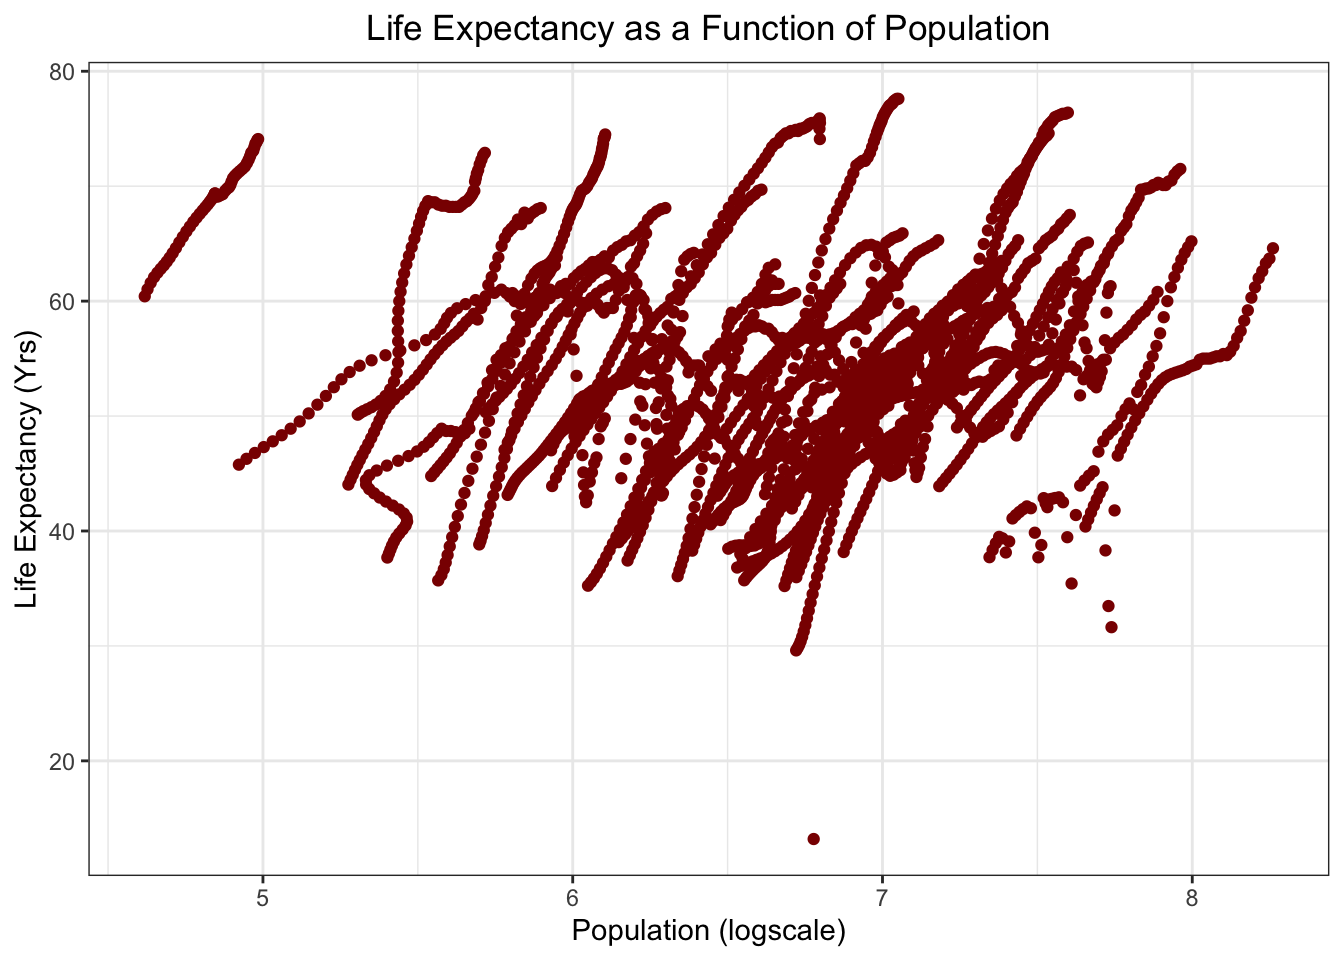 Life Expectancy as a Function of Population
Life Expectancy (Yrs)
80
60
40
20
5 6 7 8
Population (logscale)